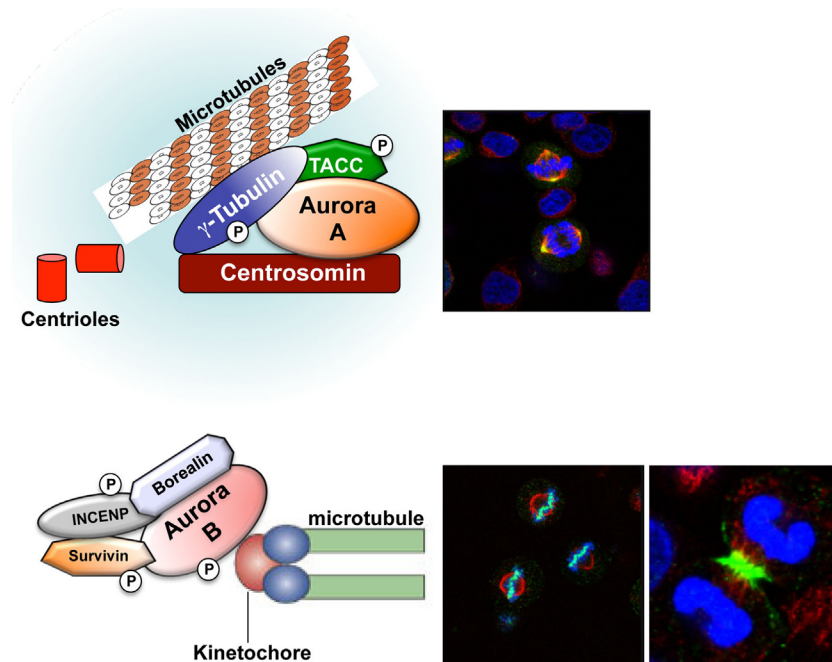 Microtubules
P
TACC
γ-Tubulin
P
Aurora
A
Centrosomin
Centrioles
P
Borealin
INCENP
Aurora
B
Survivin
P
P
microtubule
Kinetochore